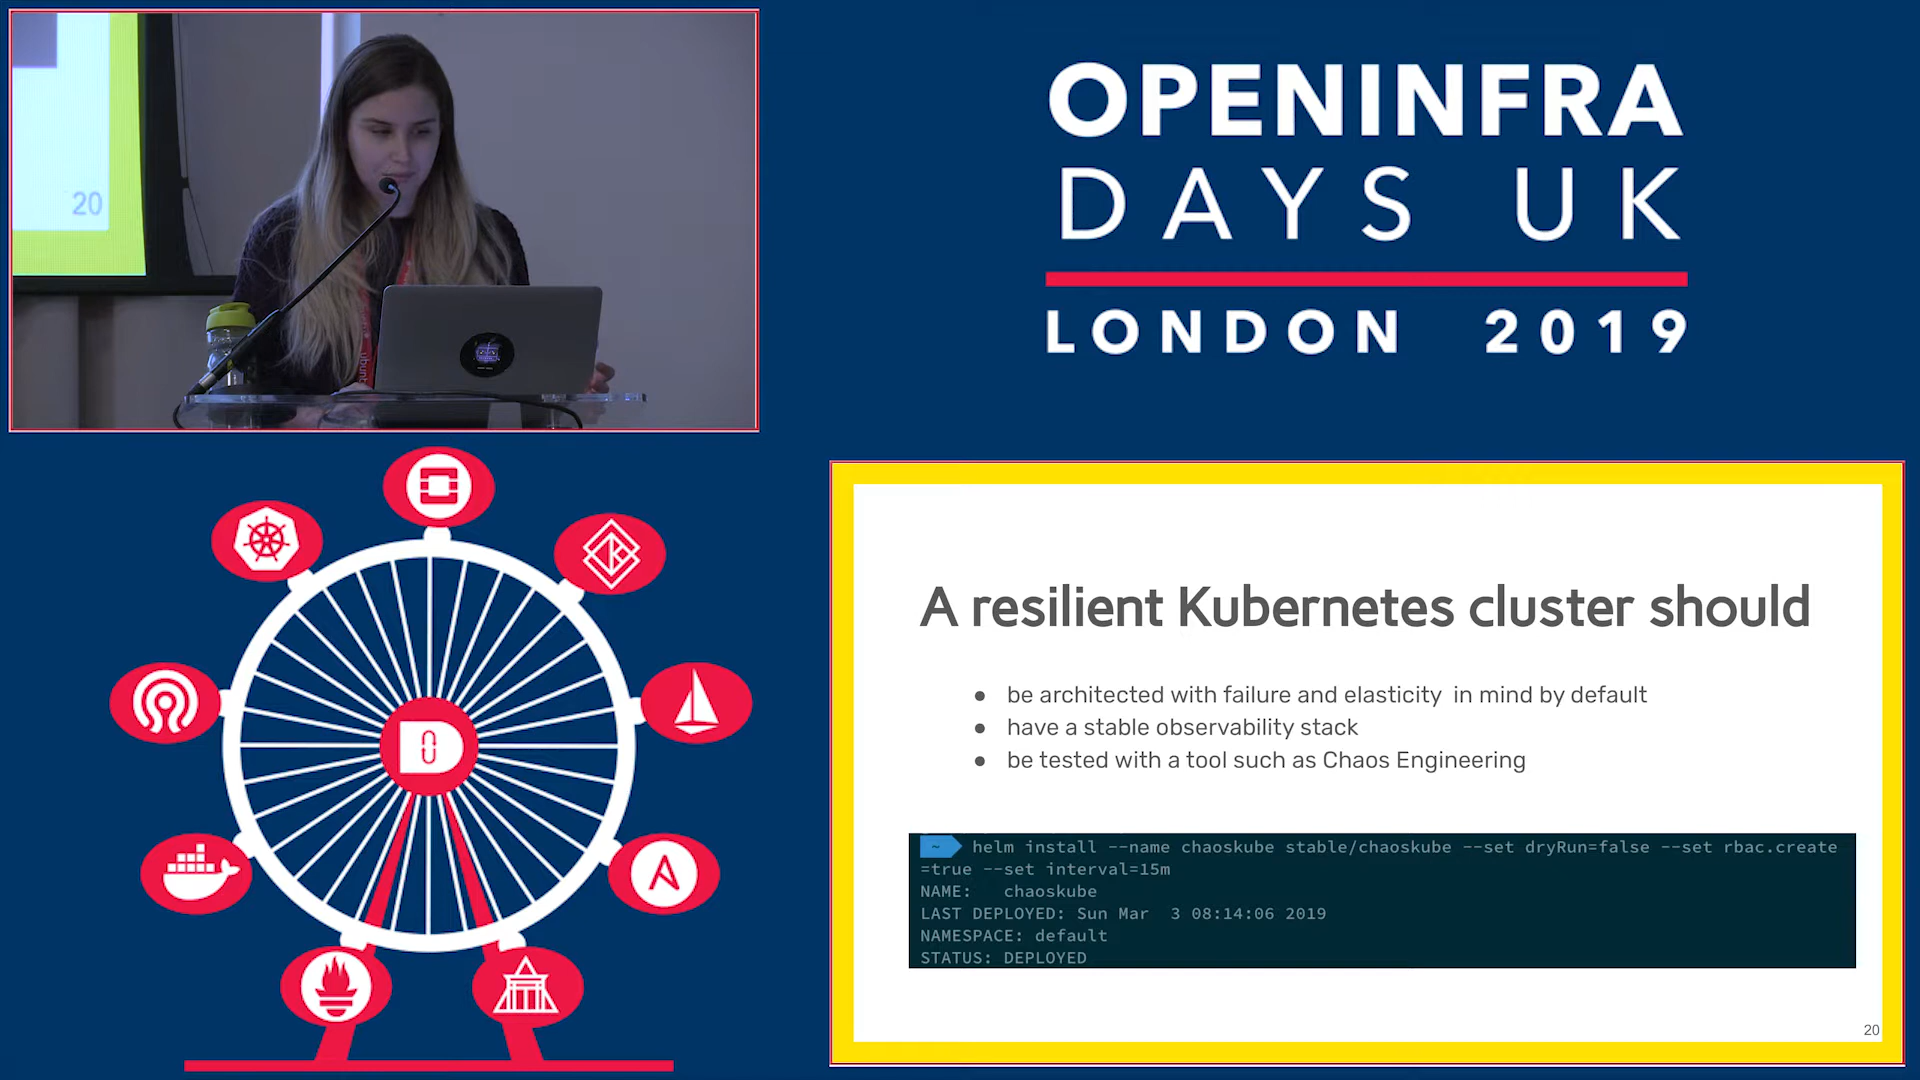 20
OPENINFRA
DAYS UK
LONDON 2019
A resilient Kubernetes cluster should
● be architected with failure and elasticity  in mind by default
● have a stable observability stack
● be tested with a tool such as Chaos Engineering
~ helm install --name chaoskube stable/chaoskube --set dryRun=false --set rbac.create
=true --set interval=15m
NAME:   chaoskube
LAST DEPLOYED: Sun Mar  3 08:14:06 2019
NAMESPACE: default
STATUS: DEPLOYED
20